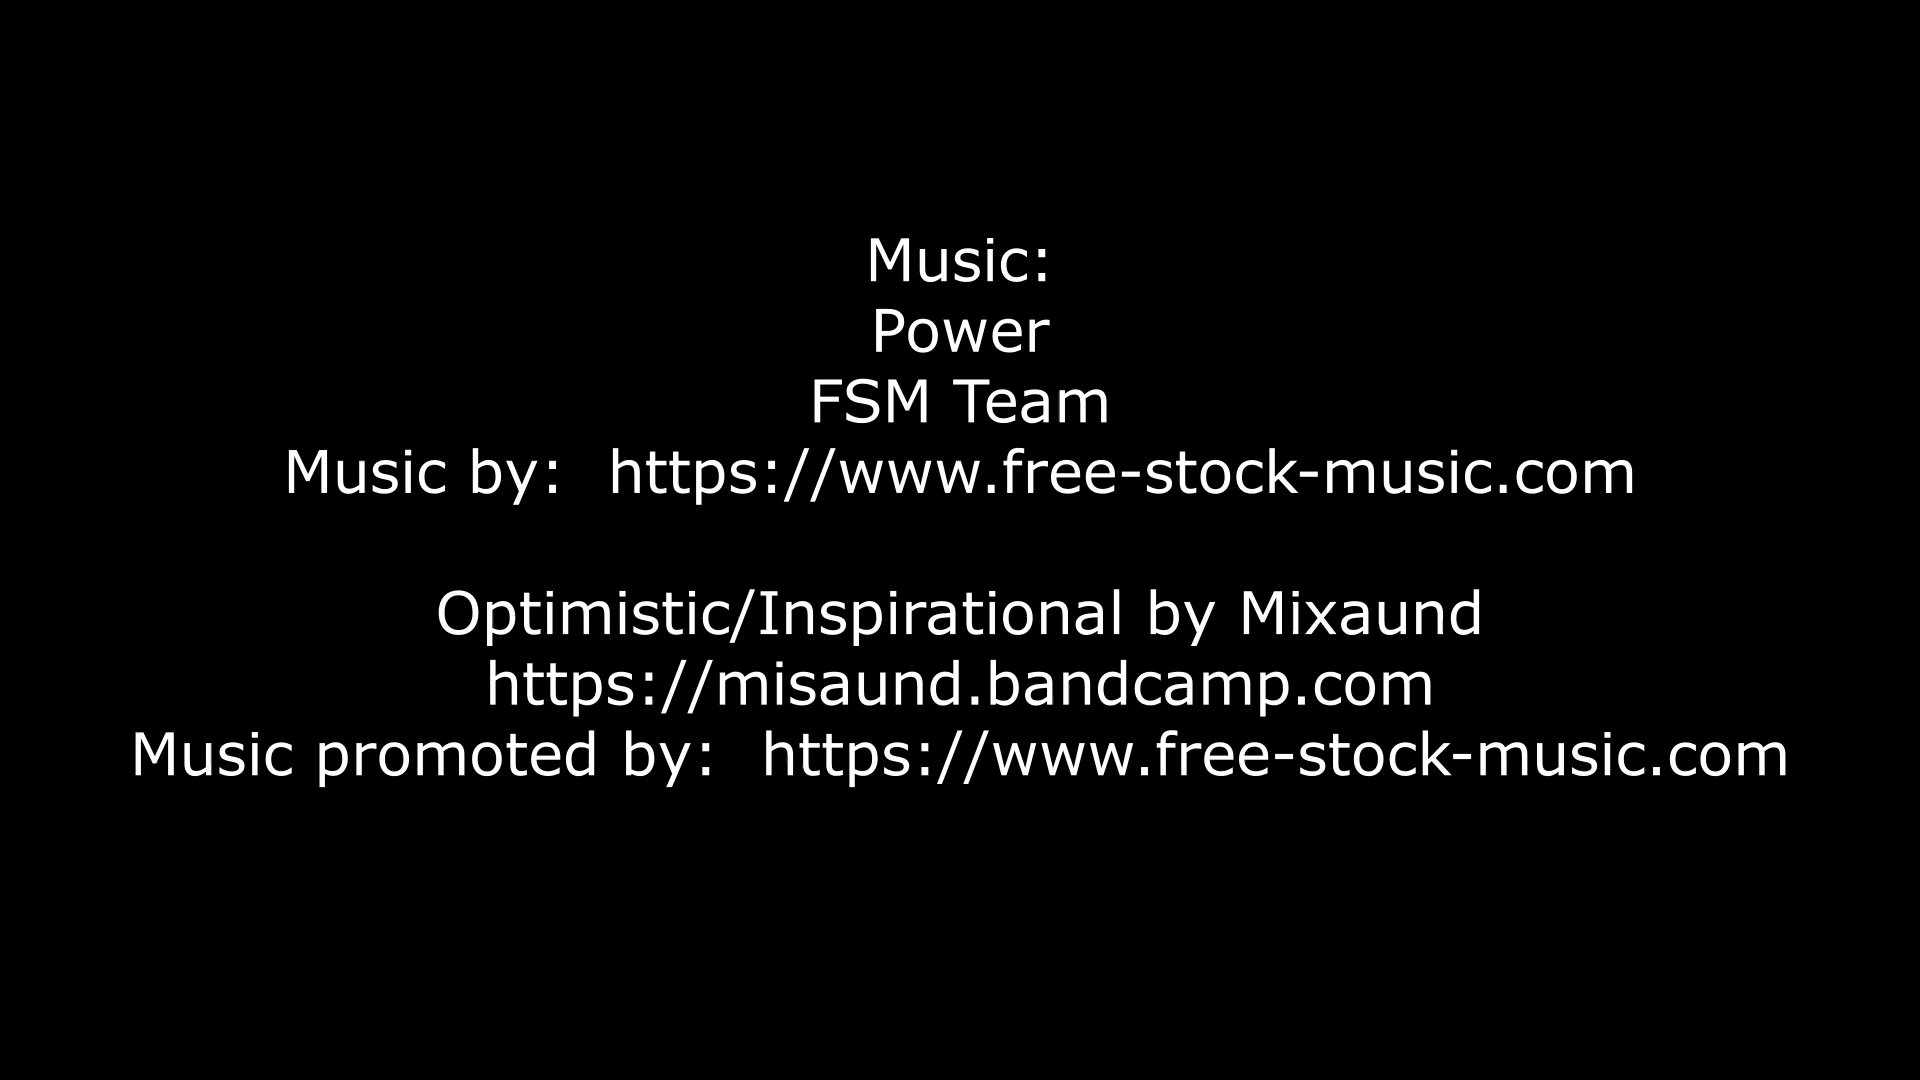 Music:
Power
FSM Team
Music by:  https://www.free-stock-music.com
Optimistic/Inspirational by Mixaund
https://misaund.bandcamp.com
Music promoted by:  https://www.free-stock-music.com